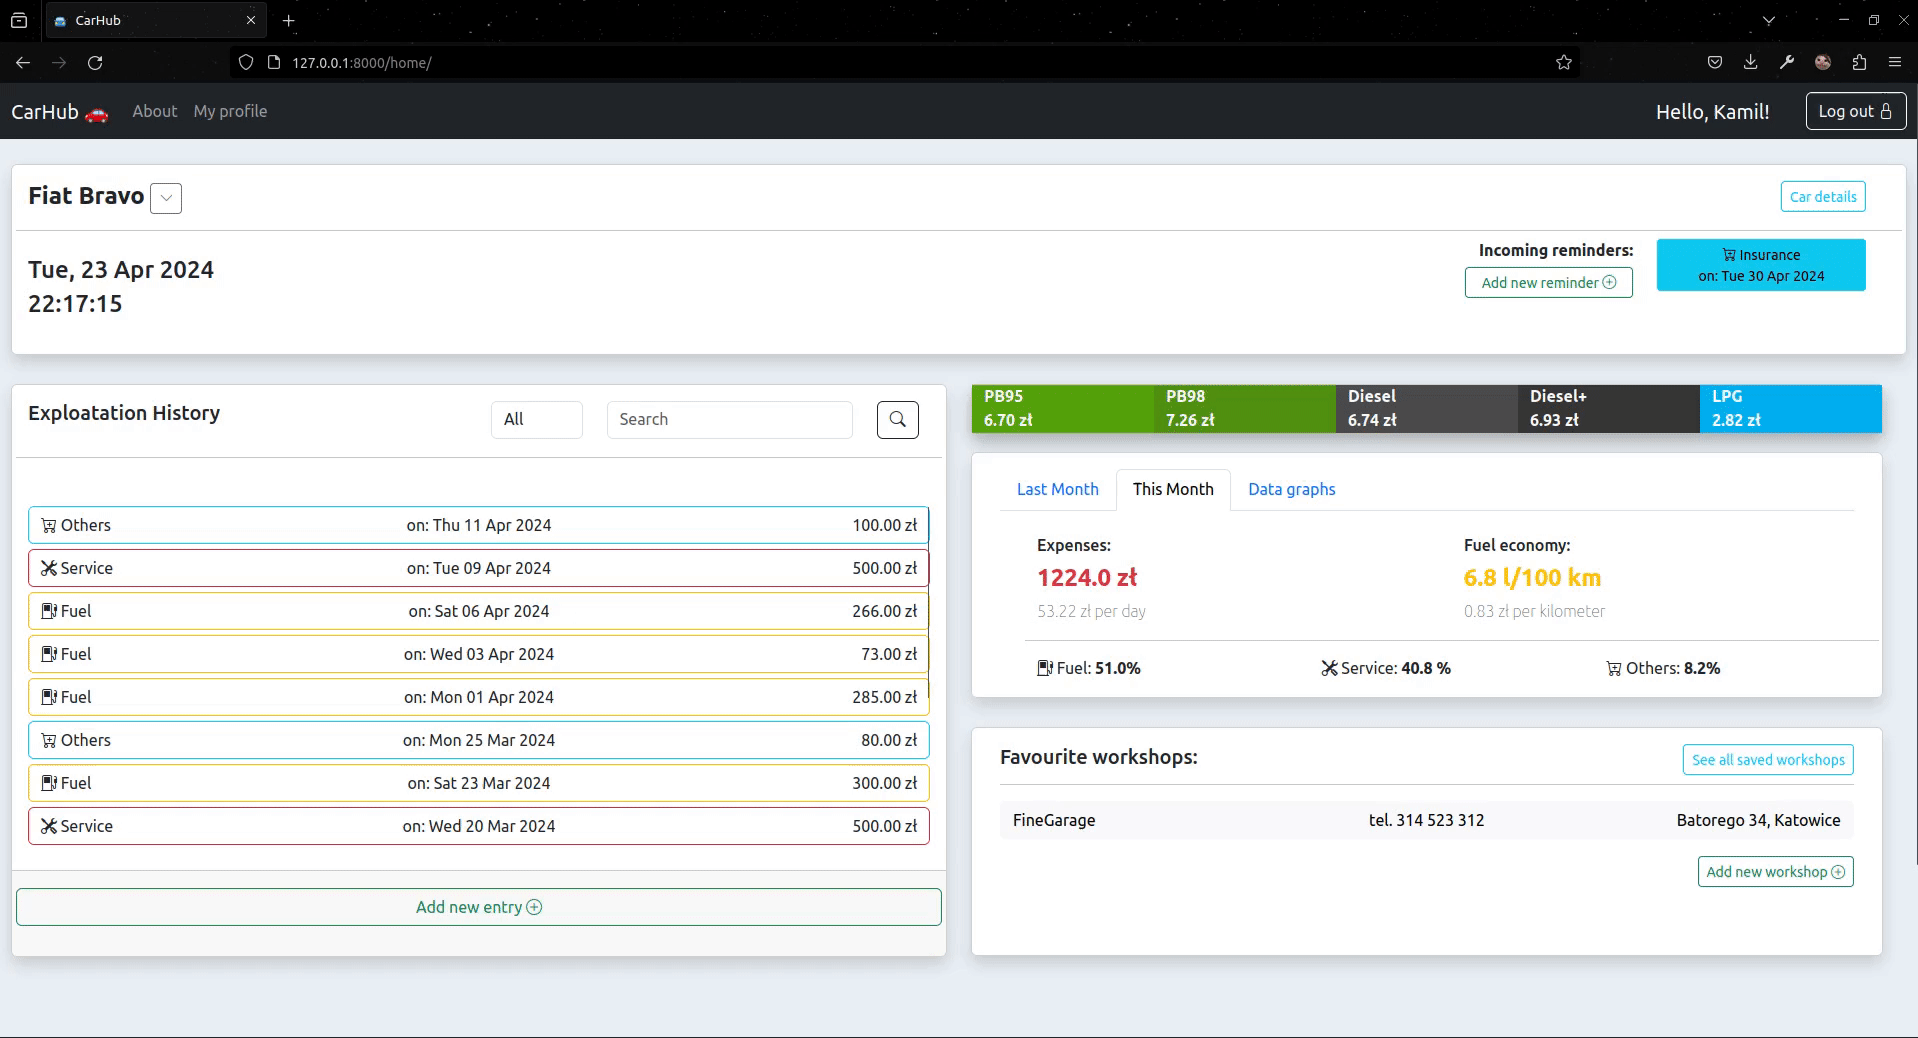 CarHub
127.0.0.1:8000/home/
CarHub About My profile Hello, Kamil! Log out
Fiat Bravo Car details
Tue, 23 Apr 2024
22:17:15
Incoming reminders:
Add new reminder
Insurance
on: Tue 30 Apr 2024
Exploatation History All Search
Others on: Thu 11 Apr 2024 100.00 zł
Service on: Tue 09 Apr 2024 500.00 zł
Fuel on: Sat 06 Apr 2024 266.00 zł
Fuel on: Wed 03 Apr 2024 73.00 zł
Fuel on: Mon 01 Apr 2024 285.00 zł
Others on: Mon 25 Mar 2024 80.00 zł
Fuel on: Sat 23 Mar 2024 300.00 zł
Service on: Wed 20 Mar 2024 500.00 zł
Add new entry
PB95 PB98 Diesel Diesel+ LPG
6.70 zł 7.26 zł 6.74 zł 6.93 zł 2.82 zł
Last Month This Month Data graphs
Expenses: Fuel economy:
1224.0 zł 6.8 l/100 km
53.22 zł per day 0.83 zł per kilometer
Fuel: 51.0% Service: 40.8 % Others: 8.2%
Favourite workshops: See all saved workshops
FineGarage tel. 314 523 312 Batorego 34, Katowice
Add new workshop